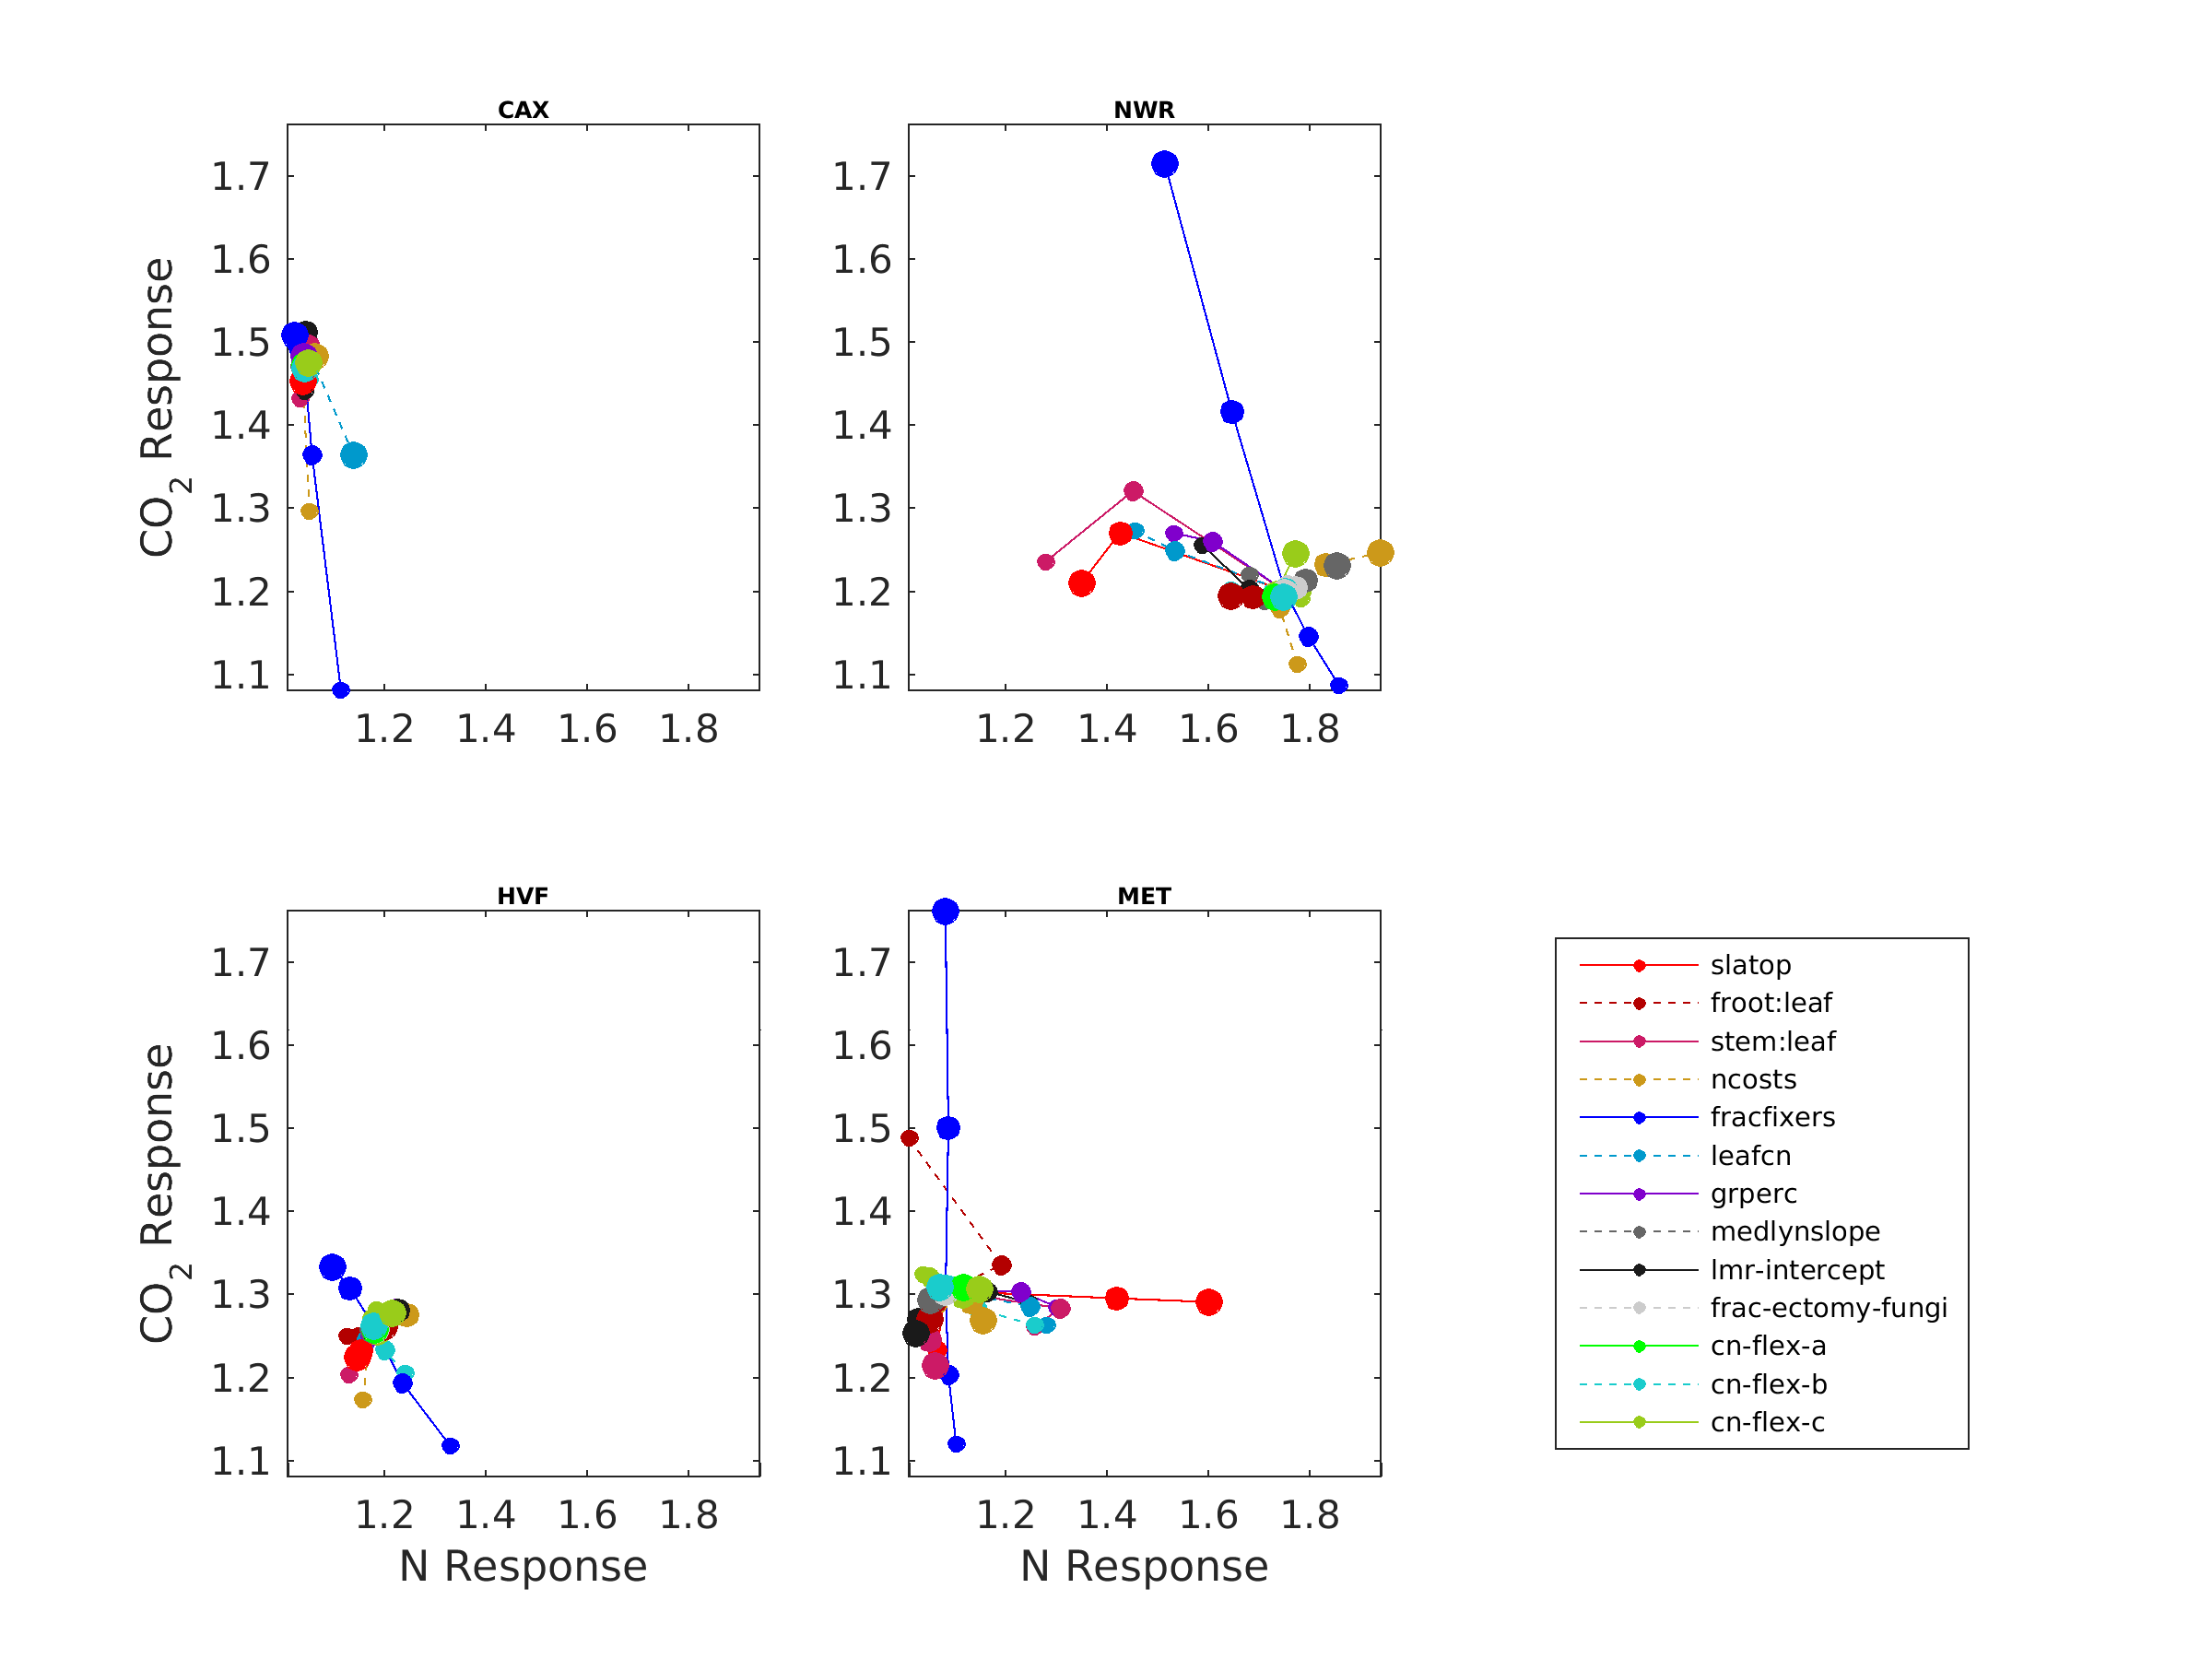 CAX
NWR
1.7
1.6
1.5
1.4
1.3
1.2
1.1
CO2 Response
1.2 1.4 1.6 1.8
1.7
1.6
1.5
1.4
1.3
1.2
1.1
1.2 1.4 1.6 1.8
HVF
MET
1.7
1.6
1.5
1.4
1.3
1.2
1.1
CO2 Response
1.2 1.4 1.6 1.8
N Response
1.7
1.6
1.5
1.4
1.3
1.2
1.1
1.2 1.4 1.6 1.8
N Response
slatop
froot:leaf
stem:leaf
ncosts
fracfixers
leafcn
grperc
medlynslope
lmr-intercept
frac-ectomy-fungi
cn-flex-a
cn-flex-b
cn-flex-c